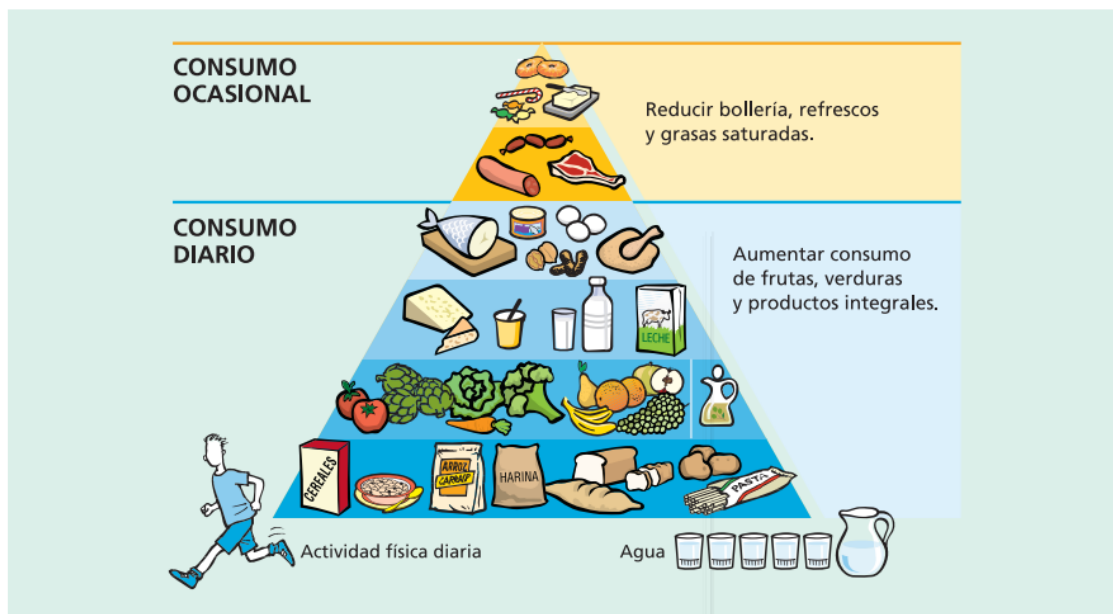 CONSUMO
OCASIONAL
Reducir bollería, refrescos
y grasas saturadas.
CONSUMO
DIARIO
Aumentar consumo
de frutas, verduras
y productos integrales.
LECHE
CEREALES
ARROZ
HARINA
PASTA
Actividad física diaria
Agua